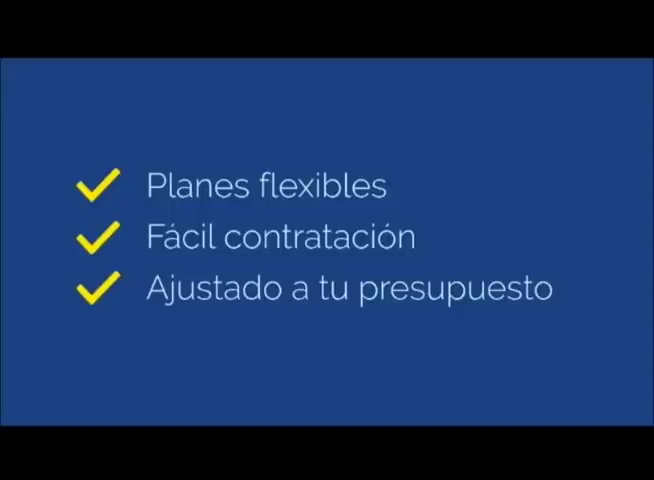 Planes flexibles
Fácil contratación
Ajustado a tu presupuesto